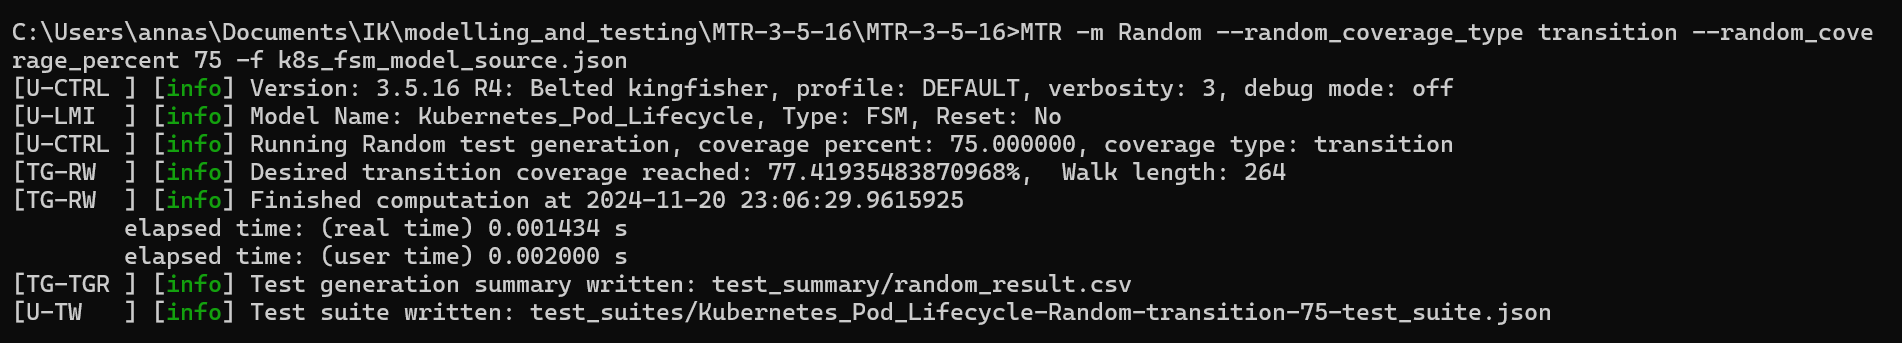 C:\Users\annas\Documents\IK\modelling_and_testing\MTR-3-5-16\MTR-3-5-16>MTR -m Random --random_coverage_type transition --random_cove
rage_percent 75 -f k8s_fsm_model_source.json
[U-CTRL ] [info] Version: 3.5.16 R4: Belted kingfisher, profile: DEFAULT, verbosity: 3, debug mode: off
[U-LMI  ] [info] Model Name: Kubernetes_Pod_Lifecycle, Type: FSM, Reset: No
[U-CTRL ] [info] Running Random test generation, coverage percent: 75.000000, coverage type: transition
[TG-RW  ] [info] Desired transition coverage reached: 77.41935483870968%,  Walk length: 264
[TG-RW  ] [info] Finished computation at 2024-11-20 23:06:29.9615925
        elapsed time: (real time) 0.001434 s
        elapsed time: (user time) 0.002000 s
[TG-TGR ] [info] Test generation summary written: test_summary/random_result.csv
[U-TW   ] [info] Test suite written: test_suites/Kubernetes_Pod_Lifecycle-Random-transition-75-test_suite.json